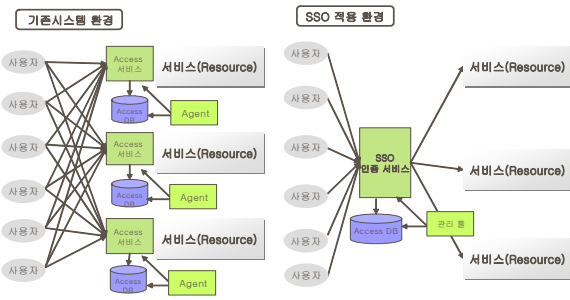 기존시스템 환경
사용자
사용자
사용자
사용자
사용자
사용자
Access
서비스
서비스(Resource)
Access
DB
Agent
Access
서비스
서비스(Resource)
Access
DB
Agent
Access
서비스
서비스(Resource)
Access
DB
Agent
SSO 적용 환경
사용자
사용자
사용자
사용자
사용자
사용자
SSO
인증 서비스
Access DB
관리 툴
서비스(Resource)
서비스(Resource)
서비스(Resource)